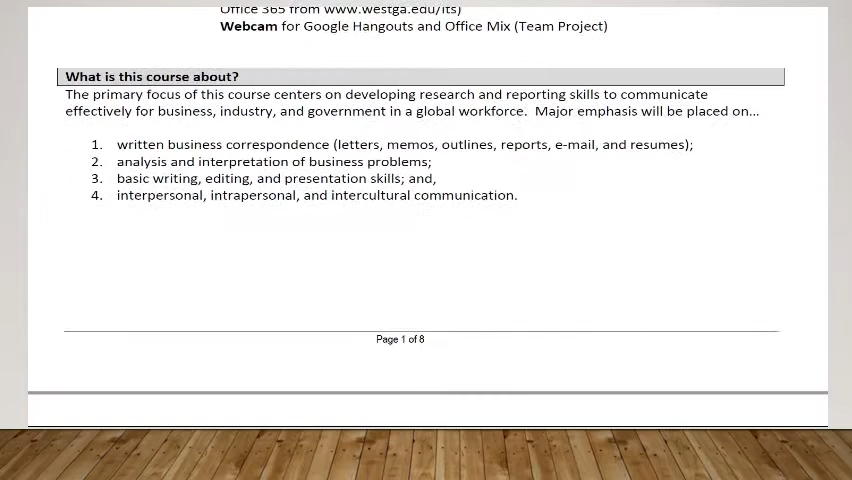 Office 365 from www.westga.edu/its)
Webcam for Google Hangouts and Office Mix (Team Project)
What is this course about?
The primary focus of this course centers on developing research and reporting skills to communicate
effectively for business, industry, and government in a global workforce.  Major emphasis will be placed on…
1. written business correspondence (letters, memos, outlines, reports, e-mail, and resumes);
2. analysis and interpretation of business problems;
3. basic writing, editing, and presentation skills; and,
4. interpersonal, intrapersonal, and intercultural communication.
Page 1 of 8